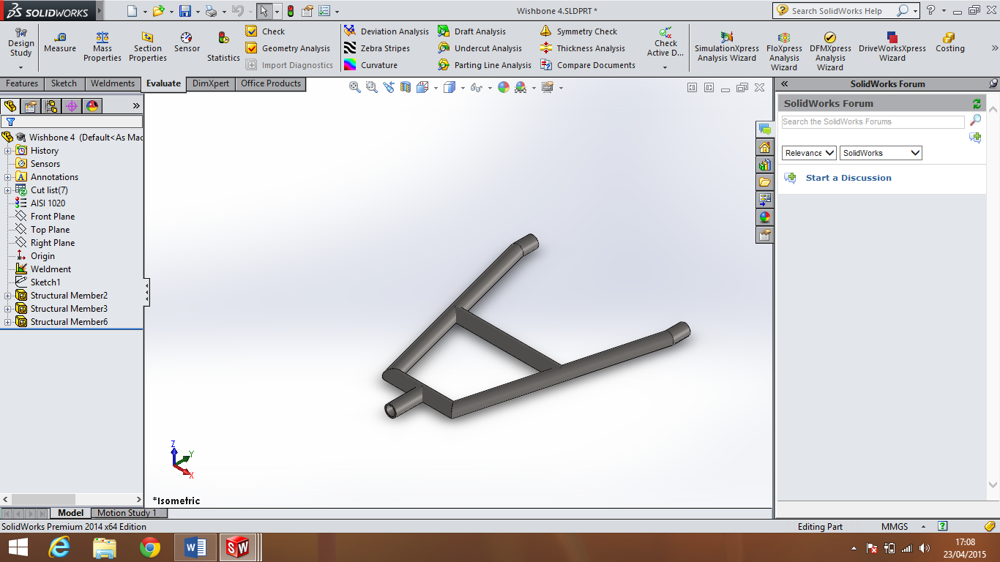 SOLIDWORKS
Wishbone 4.SLDPRT *
Search SolidWorks Help
Design Study
Measure
Mass Properties
Section Properties
Sensor
Statistics
Check
Geometry Analysis
Import Diagnostics
Deviation Analysis
Zebra Stripes
Curvature
Draft Analysis
Undercut Analysis
Parting Line Analysis
Symmetry Check
Thickness Analysis
Compare Documents
Check Active D...
SimulationXpress Analysis Wizard
FloXpress Analysis Wizard
DFMXpress Analysis Wizard
DriveWorksXpress Wizard
Costing
Features Sketch Weldments Evaluate DimXpert Office Products
SolidWorks Forum
SolidWorks Forum
Search the SolidWorks Forums
Relevance SolidWorks
Start a Discussion
Wishbone 4 (Default<As Mac
History
Sensors
Annotations
Cut list(7)
AISI 1020
Front Plane
Top Plane
Right Plane
Origin
Weldment
Sketch1
Structural Member2
Structural Member3
Structural Member6
Z
Y
X
*Isometric
Model Motion Study 1
SolidWorks Premium 2014 x64 Edition
Editing Part
MMGS
17:08
23/04/2015